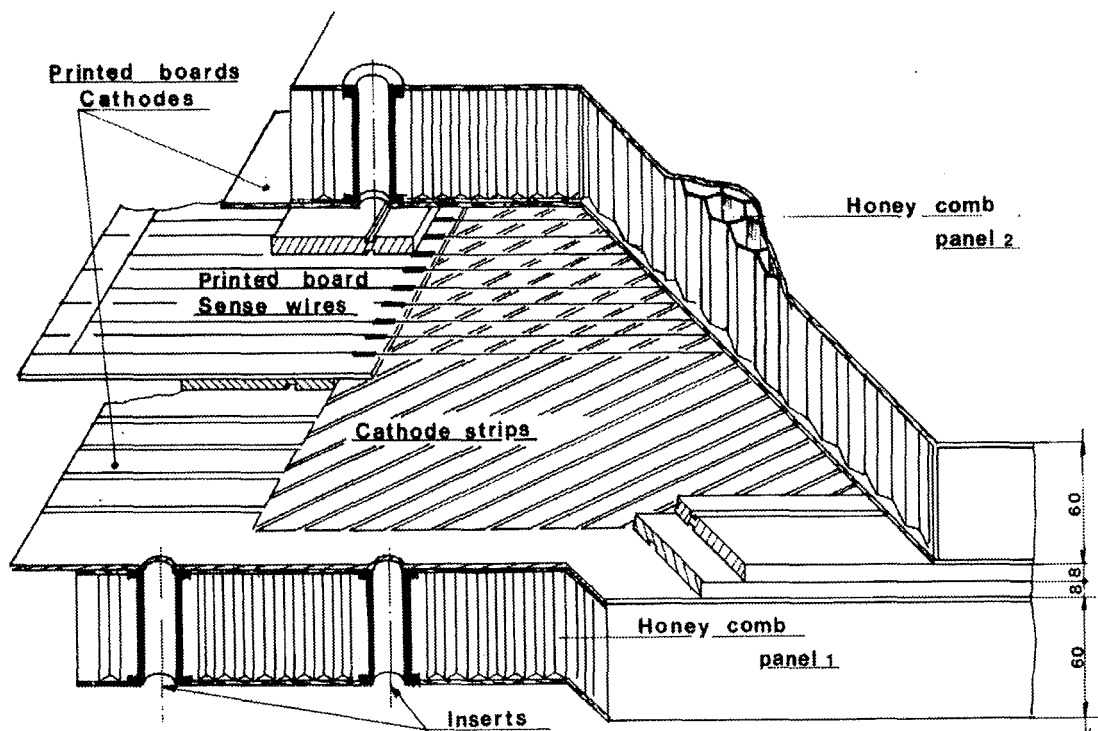 Printed boards
Cathodes
Honey comb
panel 2
Printed board
Sense wires
Cathode strips
60
8
8
60
Honey comb
panel 1
Inserts